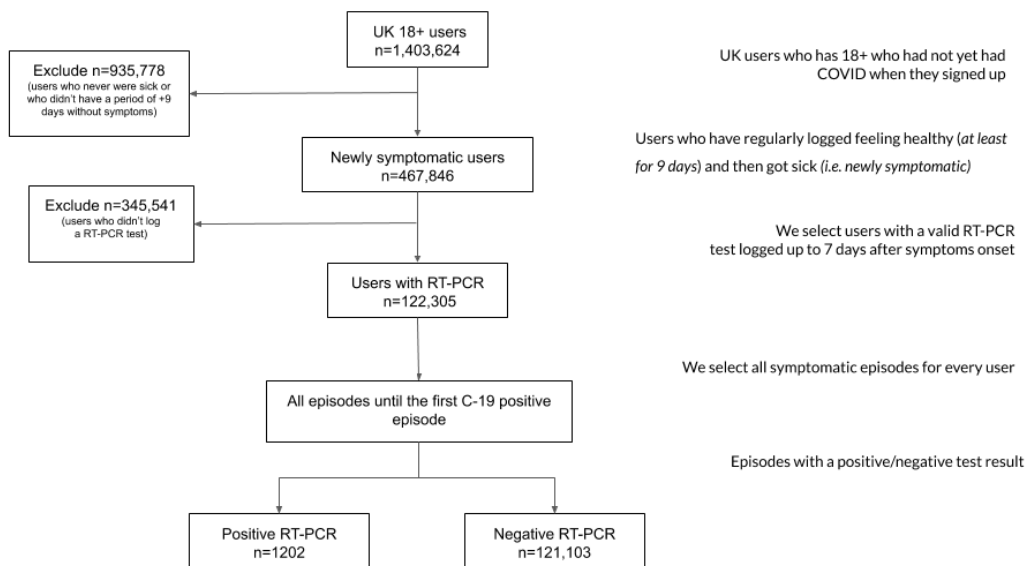 UK 18+ users
n=1,403,624
UK users who has 18+ who had not yet had
COVID when they signed up
Exclude n=935,778
(users who never were sick or
who didn't have a period of +9
days without symptoms)
Newly symptomatic users
n=467,846
Users who have regularly logged feeling healthy (at least
for 9 days) and then got sick (i.e. newly symptomatic)
Exclude n=345,541
(users who didn't log
a RT-PCR test)
We select users with a valid RT-PCR
test logged up to 7 days after symptoms onset
Users with RT-PCR
n=122,305
We select all symptomatic episodes for every user
All episodes until the first C-19 positive
episode
Episodes with a positive/negative test result
Positive RT-PCR
n=1202
Negative RT-PCR
n=121,103